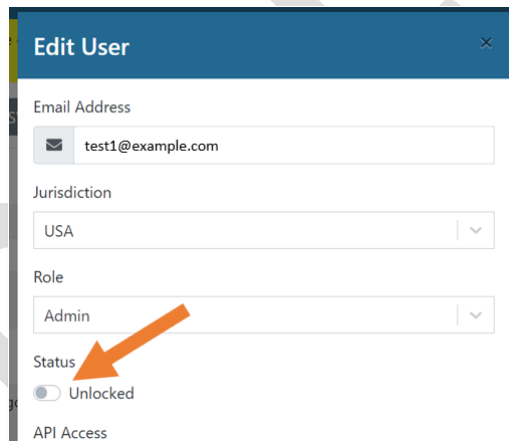 Edit User
Email Address
test1@example.com
Jurisdiction
USA
Role
Admin
Status
Unlocked
API Access